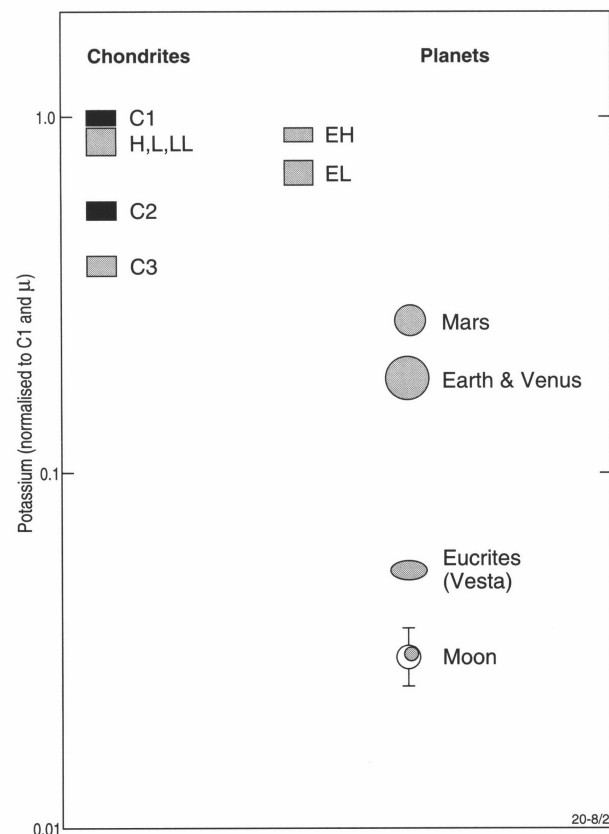 Chondrites
Planets
1.0
C1
H,L,LL
EH
EL
C2
C3
Mars
Earth & Venus
Potassium (normalised to C1 and μ)
0.1
Eucrites
(Vesta)
Moon
0.01
20-8/2